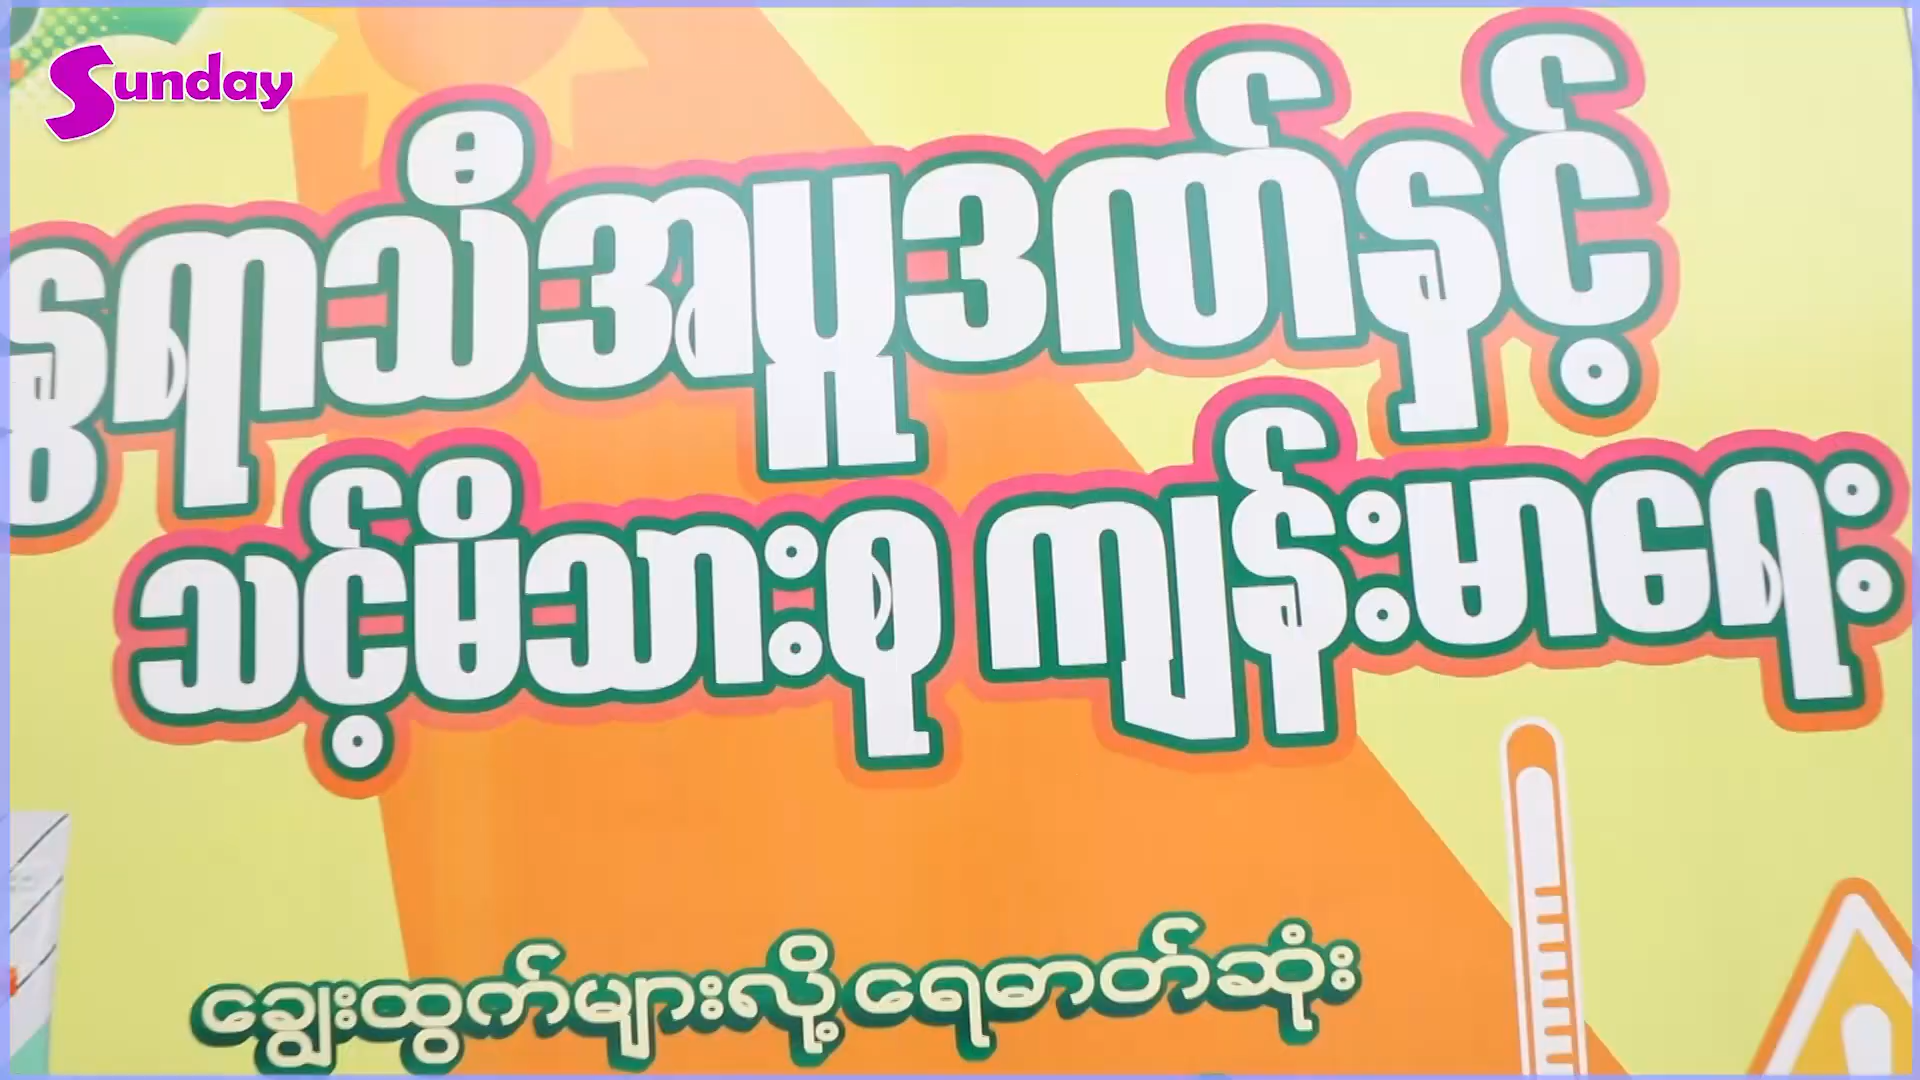 Sunday
နွေရာသီအပူဒဏ်နှင့်
သင့်မိသားစု ကျန်းမာရေး
ချွေးထွက်များလို့ ရေဓာတ်ဆုံး